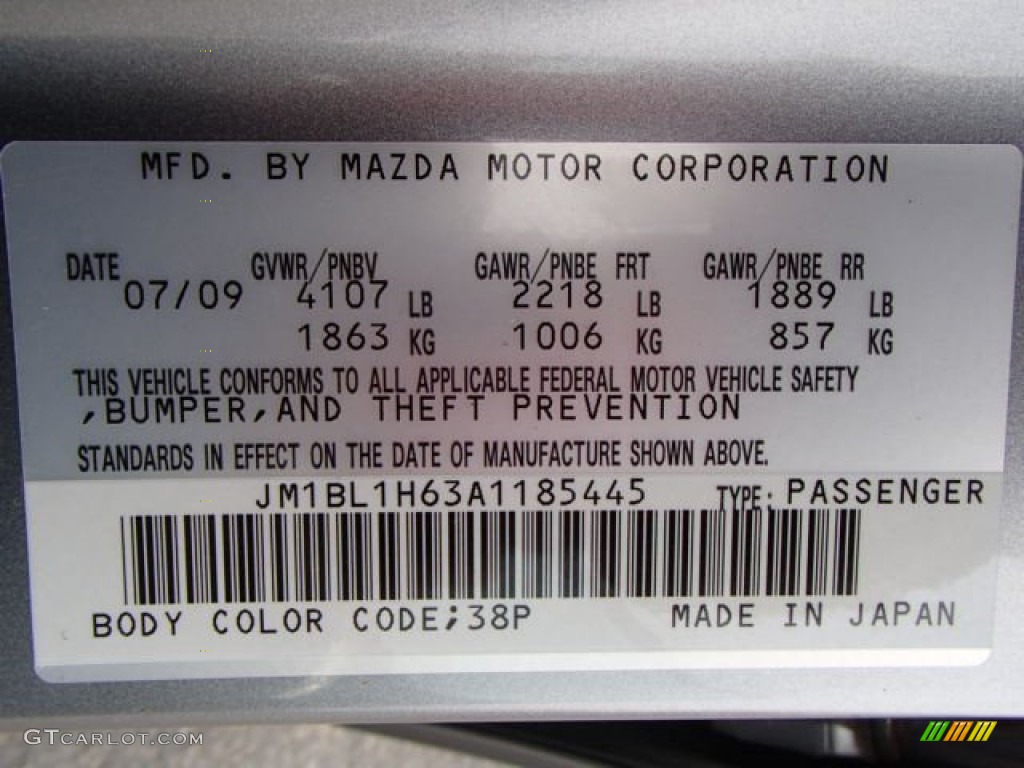 MFD. BY MAZDA MOTOR CORPORATION
DATE GVWR/PNBV GAWR/PNBE FRT GAWR/PNBE RR
07/09 4107 LB 2218 LB 1889 LB
1863 KG 1006 KG 857 KG
THIS VEHICLE CONFORMS TO ALL APPLICABLE FEDERAL MOTOR VEHICLE SAFETY
,BUMPER,AND THEFT PREVENTION
STANDARDS IN EFFECT ON THE DATE OF MANUFACTURE SHOWN ABOVE.
JM1BL1H63A1185445 TYPE: PASSENGER
BODY COLOR CODE;38P MADE IN JAPAN
GTCARLOT.COM